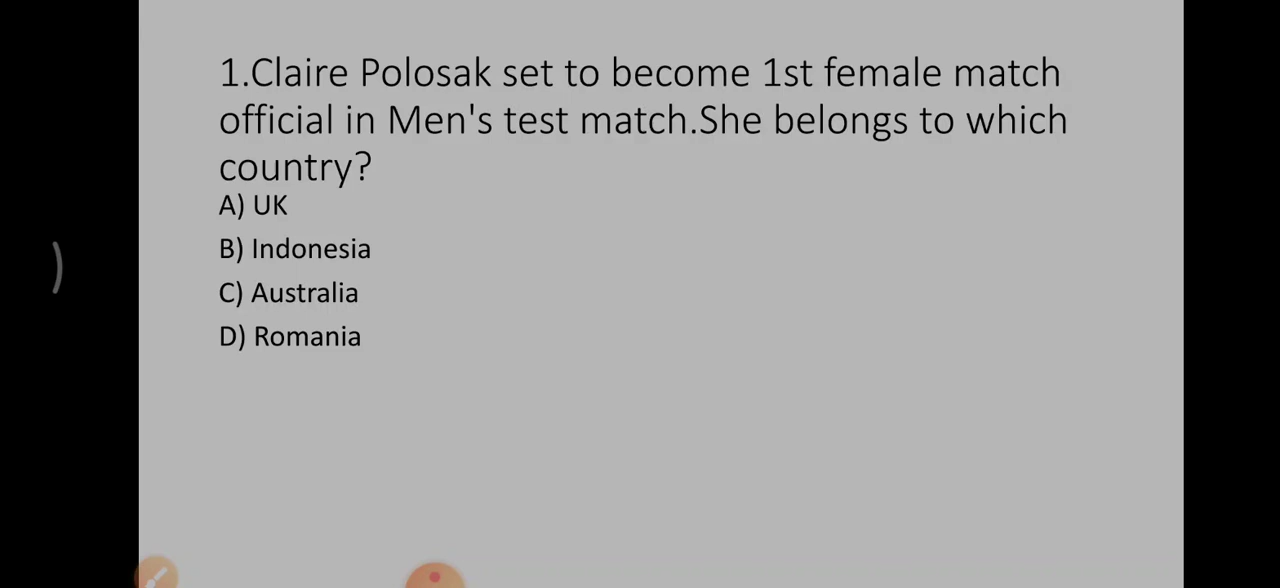 1.Claire Polosak set to become 1st female match
official in Men's test match.She belongs to which
country?
A) UK
B) Indonesia
C) Australia
D) Romania